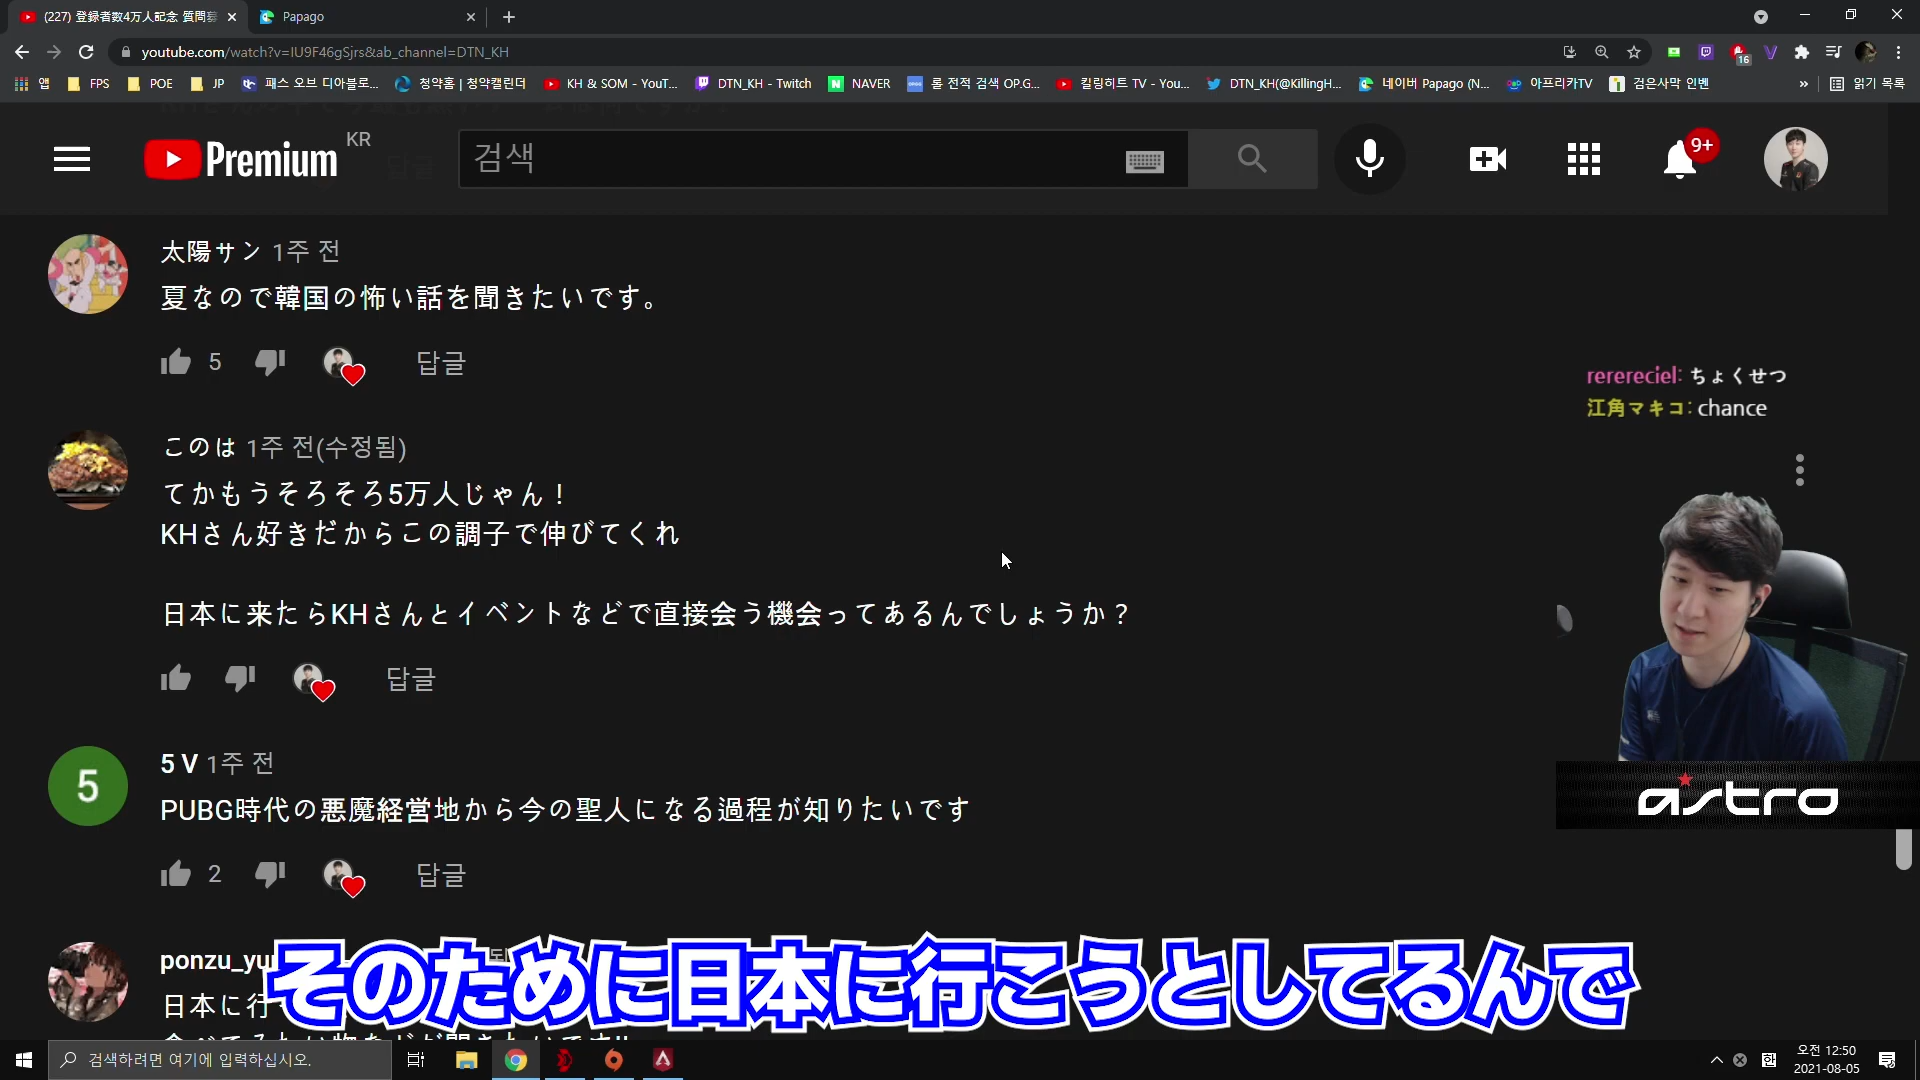 (227) 登録者数4万人記念 質問
Papago
youtube.com/watch?v=IU9F46gSjrs&ab_channel=DTN_KH
16
앱
FPS
POE
JP
패스 오브 디아블로...
청약홈 | 청약캘린더
KH & SOM - YouT...
DTN_KH - Twitch
NAVER
롤 전적 검색 OP.G...
킬링히트 TV - You...
DTN_KH(@KillingH...
네이버 Papago (N...
아프리카TV
검은사막 인벤
»
읽기 목록
Premium KR
검색
9+
太陽サン 1주 전
夏なので韓国の怖い話を聞きたいです。
5 답글
rerereciel: ちょくせつ
江角マキコ: chance
このは 1주 전(수정됨)
てかもうそろそろ5万人じゃん！
KHさん好きだからこの調子で伸びてくれ
日本に来たらKHさんとイベントなどで直接会う機会ってあるんでしょうか？
답글
5
5 V 1주 전
PUBG時代の悪魔経営地から今の聖人になる過程が知りたいです
2 답글
astro
ponzu_yu
日本に行
そのために日本に行こうとしてるんで
검색하려면 여기에 입력하십시오.
한
오전 12:50
2021-08-05